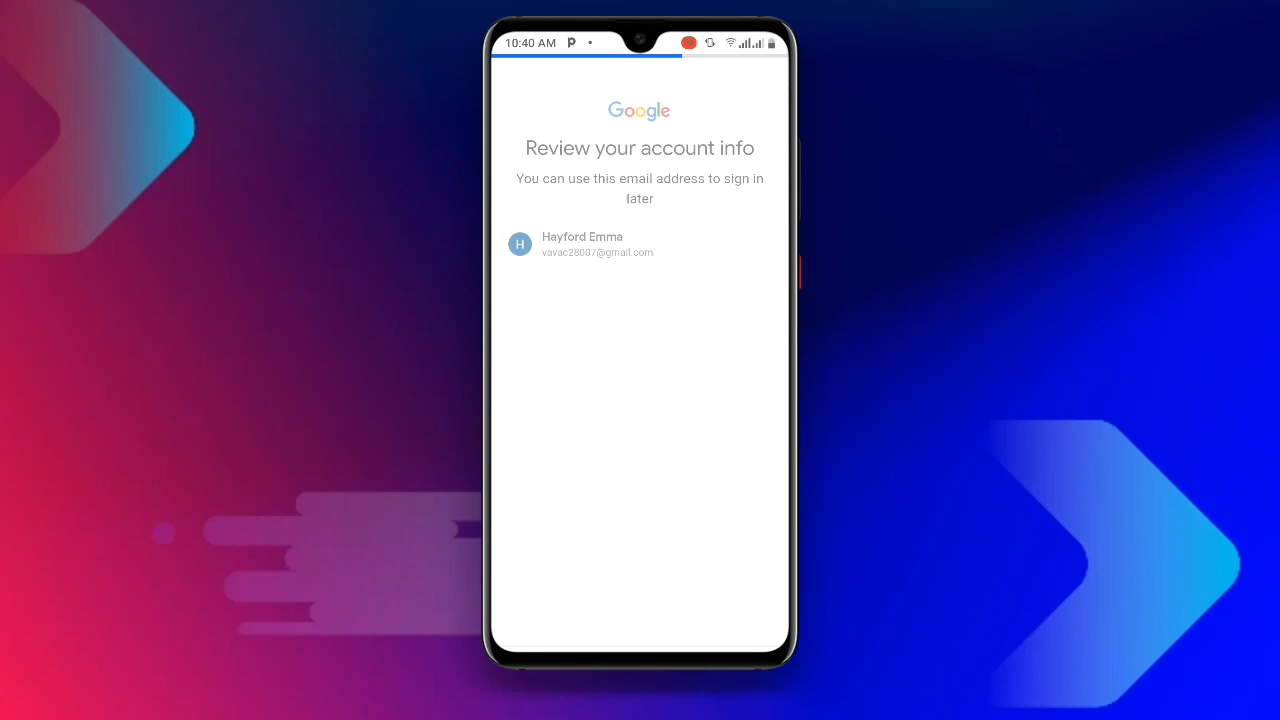 10:40 AM
Google
Review your account info
You can use this email address to sign in
later
H
Hayford Emma
vavac28007@gmail.com